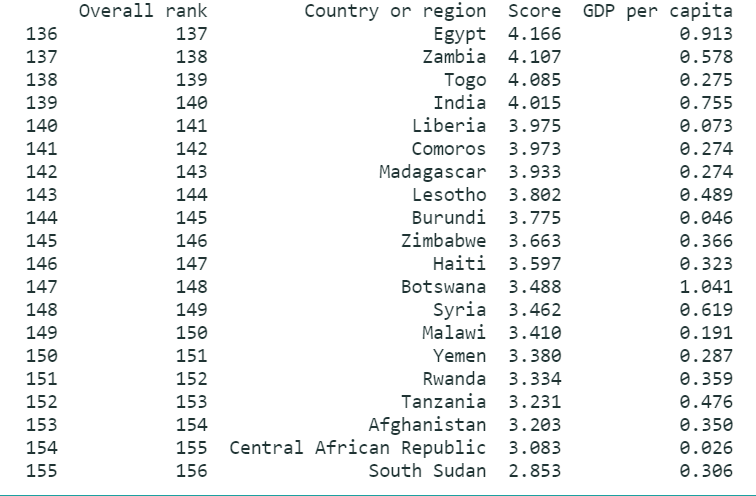 Overall rank Country or region Score GDP per capita
136 137 Egypt 4.166 0.913
137 138 Zambia 4.107 0.578
138 139 Togo 4.085 0.275
139 140 India 4.015 0.755
140 141 Liberia 3.975 0.073
141 142 Comoros 3.973 0.274
142 143 Madagascar 3.933 0.274
143 144 Lesotho 3.802 0.489
144 145 Burundi 3.775 0.046
145 146 Zimbabwe 3.663 0.366
146 147 Haiti 3.597 0.323
147 148 Botswana 3.488 1.041
148 149 Syria 3.462 0.619
149 150 Malawi 3.410 0.191
150 151 Yemen 3.380 0.287
151 152 Rwanda 3.334 0.359
152 153 Tanzania 3.231 0.476
153 154 Afghanistan 3.203 0.350
154 155 Central African Republic 3.083 0.026
155 156 South Sudan 2.853 0.306